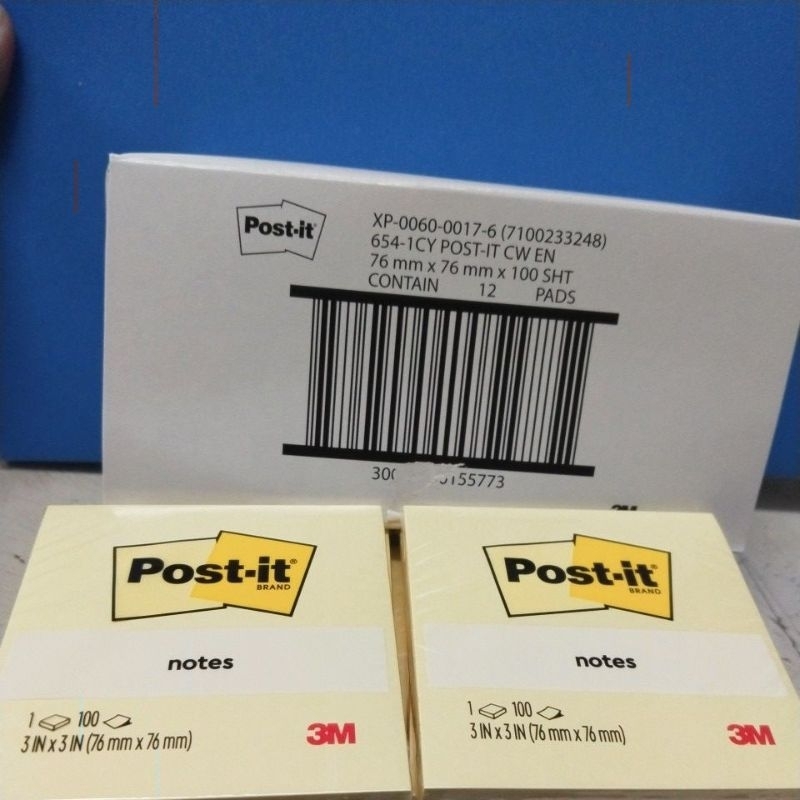 Post-it
XP-0060-0017-6 (7100233248)
654-1CY POST-IT CW EN
76 mm x 76 mm x 100 SHT
CONTAIN 12 PADS
155773
Post-it®
BRAND
notes
1 100
3 IN x 3 IN (76 mm x 76 mm)
3M
Post-it®
BRAND
notes
1 100
3 IN x 3 IN (76 mm x 76 mm)
3M